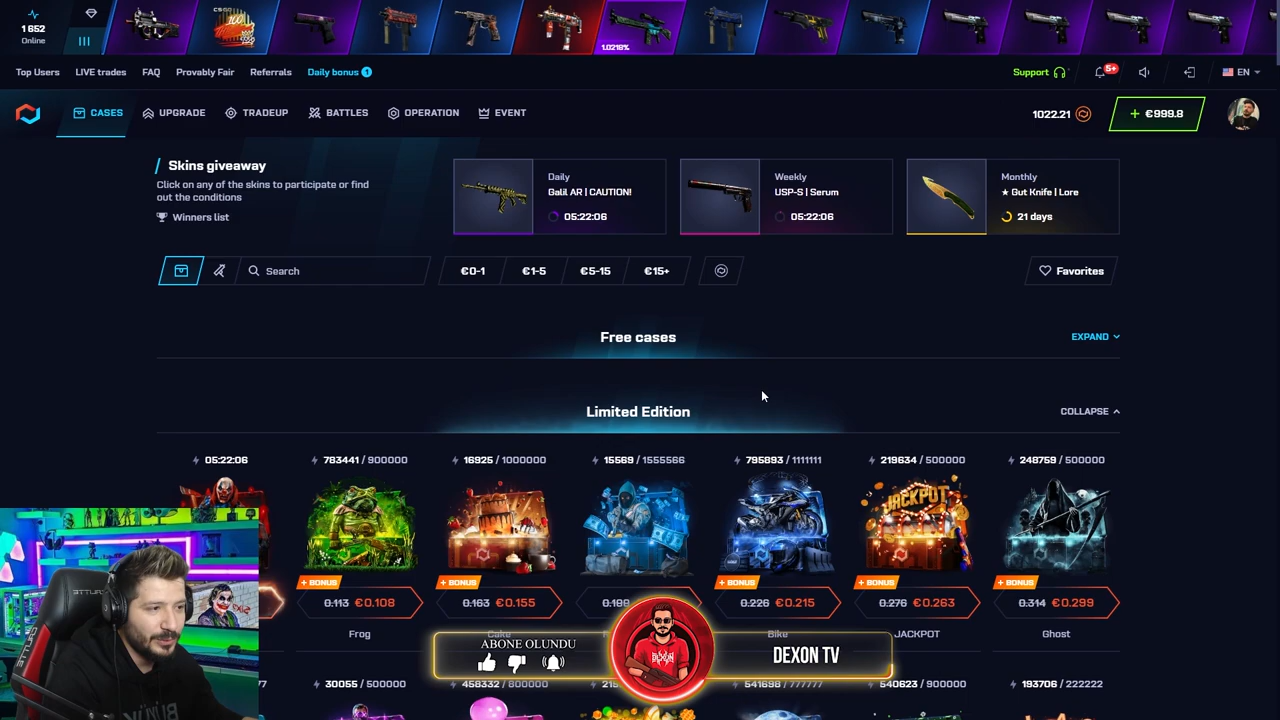 1 652
Online
CS:GO
1.0218%
Top Users LIVE trades FAQ Provably Fair Referrals Daily bonus 1
Support 5+ EN
CASES UPGRADE TRADEUP BATTLES OPERATION EVENT
1022.21 + €999.8
Skins giveaway
Click on any of the skins to participate or find
out the conditions
Winners list
Daily
Galil AR | CAUTION!
05:22:06
Weekly
USP-S | Serum
05:22:06
Monthly
★ Gut Knife | Lore
21 days
Search
€0-1 €1-5 €5-15 €15+
Favorites
Free cases
EXPAND
Limited Edition
COLLAPSE
05:22:06 783441 / 900000 16925 / 1000000 15569 / 1555566 795893 / 1111111 219634 / 500000 248759 / 500000
JACKPOT
+ BONUS + BONUS + BONUS + BONUS + BONUS
0.113 €0.108 0.163 €0.155 0.226 €0.215 0.276 €0.263 0.314 €0.299
Frog Cake Bike JACKPOT Ghost
ABONE OLUNDU
DEXON
DEXON TV
30055 / 500000 458332 / 800000 541698 / 777777 540623 / 900000 193706 / 222222